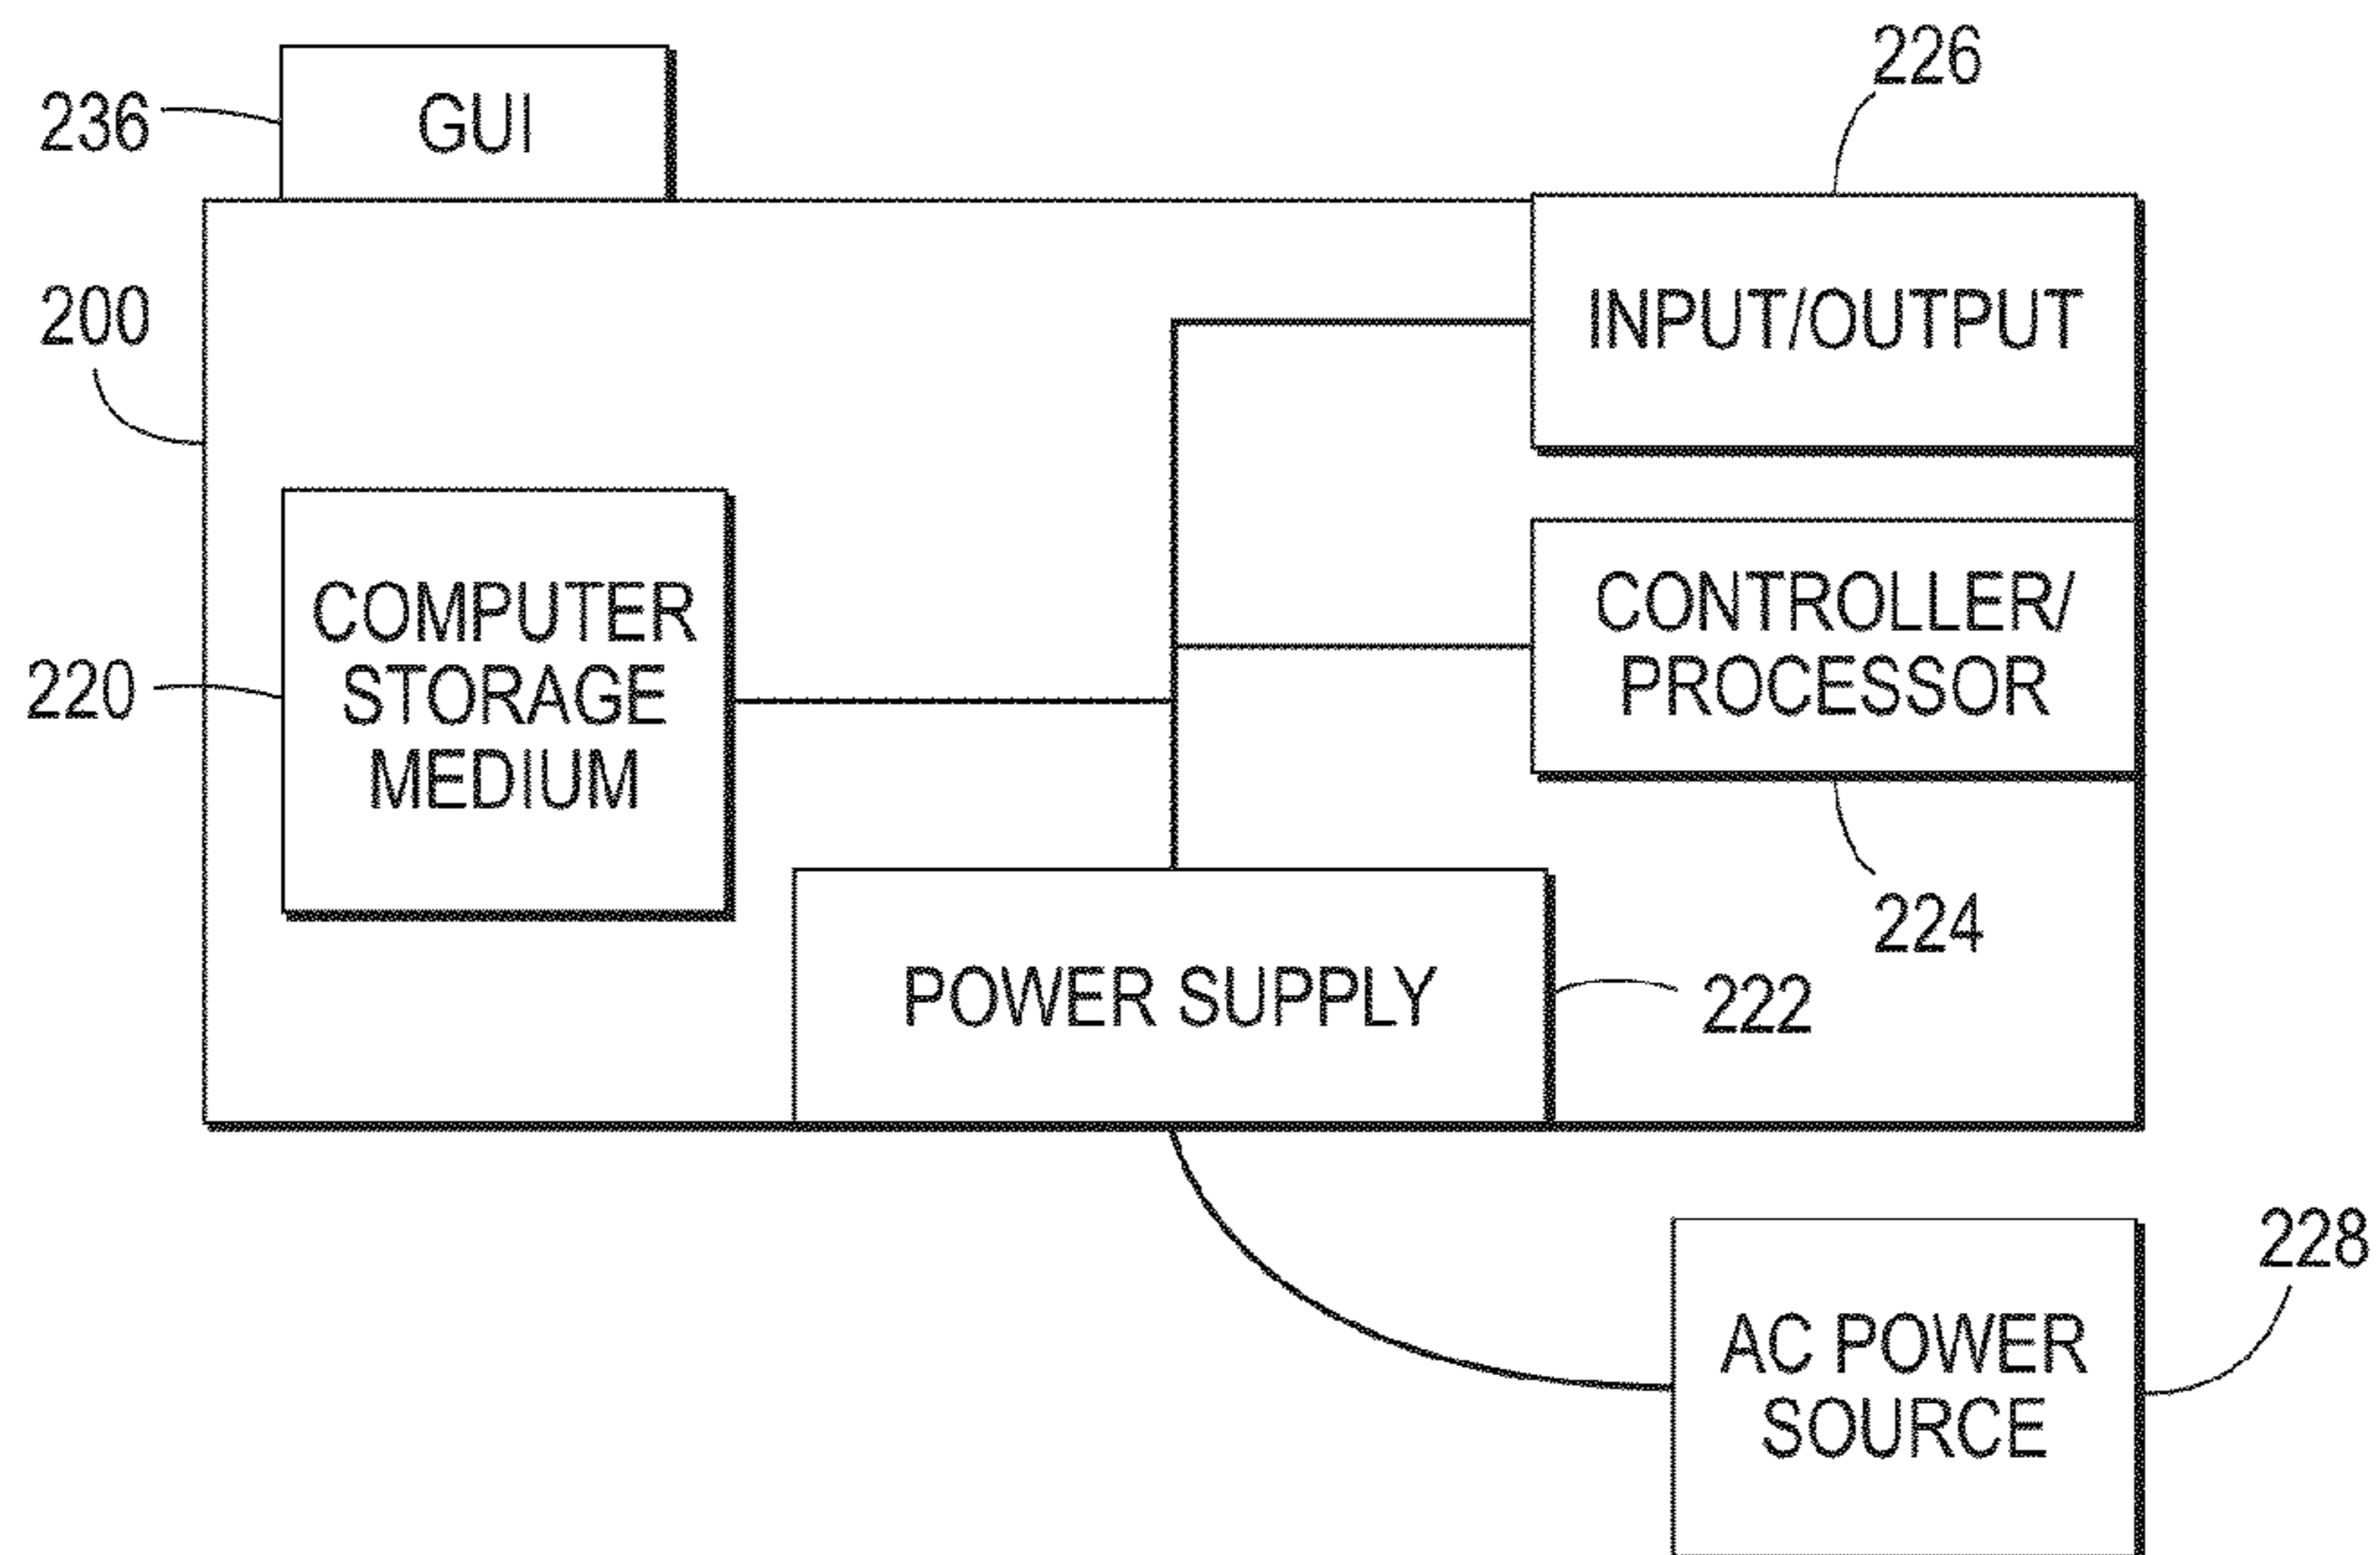 226
236
GUI
200
INPUT/OUTPUT
COMPUTER
STORAGE
MEDIUM
220
CONTROLLER/
PROCESSOR
224
POWER SUPPLY
222
228
AC POWER
SOURCE